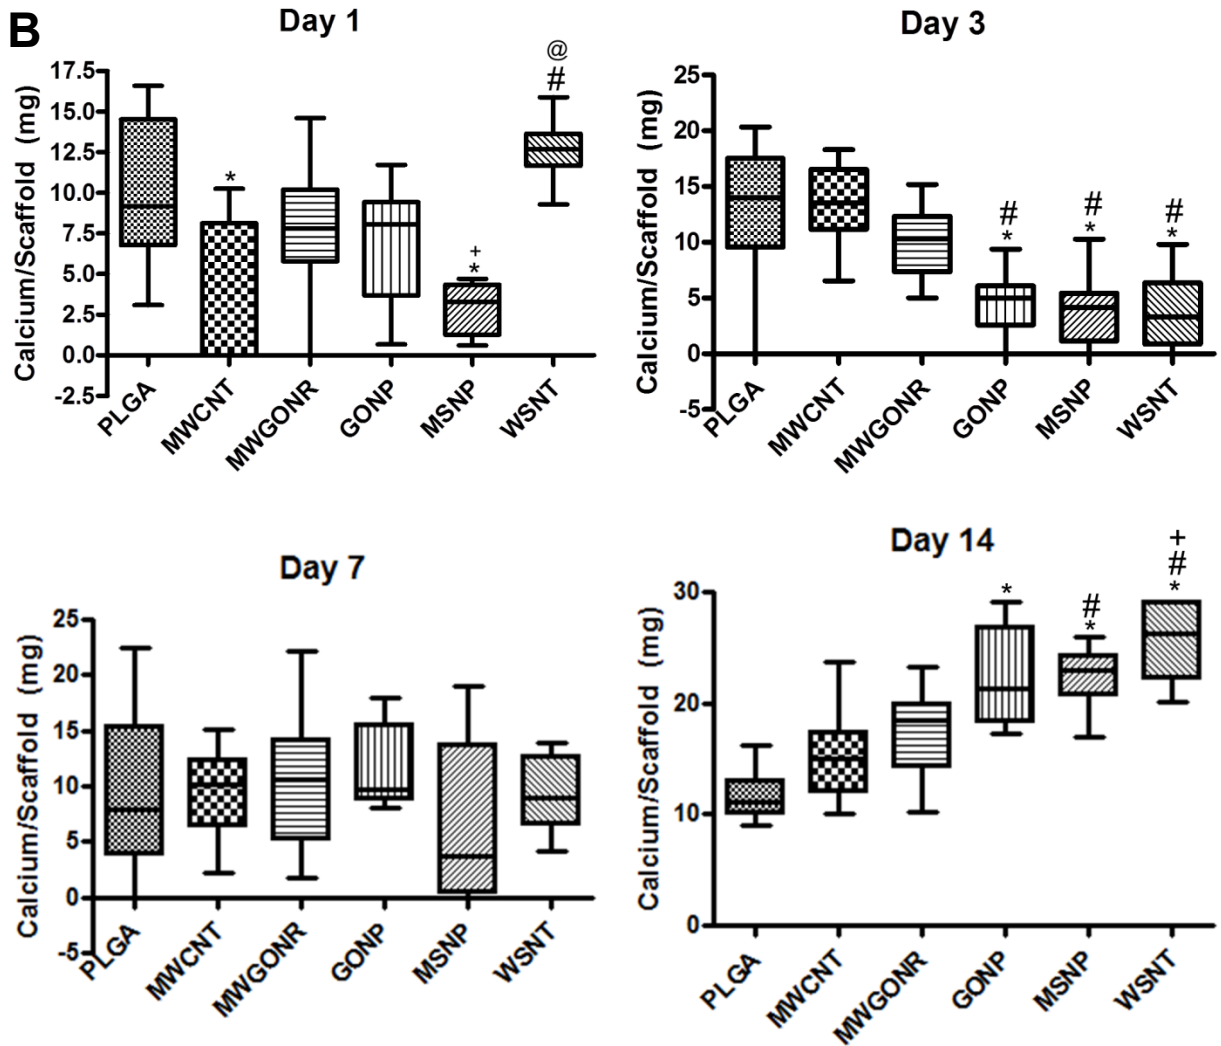 B
Day 1
Calcium/Scaffold (mg)
17.5
15.0
12.5
10.0
7.5
5.0
2.5
0.0
-2.5
*
+
*
@
#
PLGA
MWCNT
MWGONR
GONP
MSNP
WSNT
Day 3
Calcium/Scaffold (mg)
25
20
15
10
5
0
-5
#
*
#
*
#
*
PLGA
MWCNT
MWGONR
GONP
MSNP
WSNT
Day 7
Calcium/Scaffold (mg)
25
20
15
10
5
0
-5
PLGA
MWCNT
MWGONR
GONP
MSNP
WSNT
Day 14
Calcium/Scaffold (mg)
30
20
10
0
*
#
*
+
#
*
PLGA
MWCNT
MWGONR
GONP
MSNP
WSNT